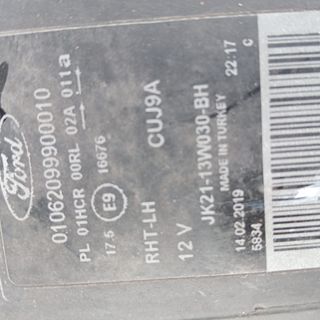 Ford
01062099900010
PL 01HCR 00RL 02A 011a
17.5 E9 16676
RHT-LH CUJ9A
12 V
JK21-13W030-BH
MADE IN TURKEY
14.02.2019 22:17
5834 C